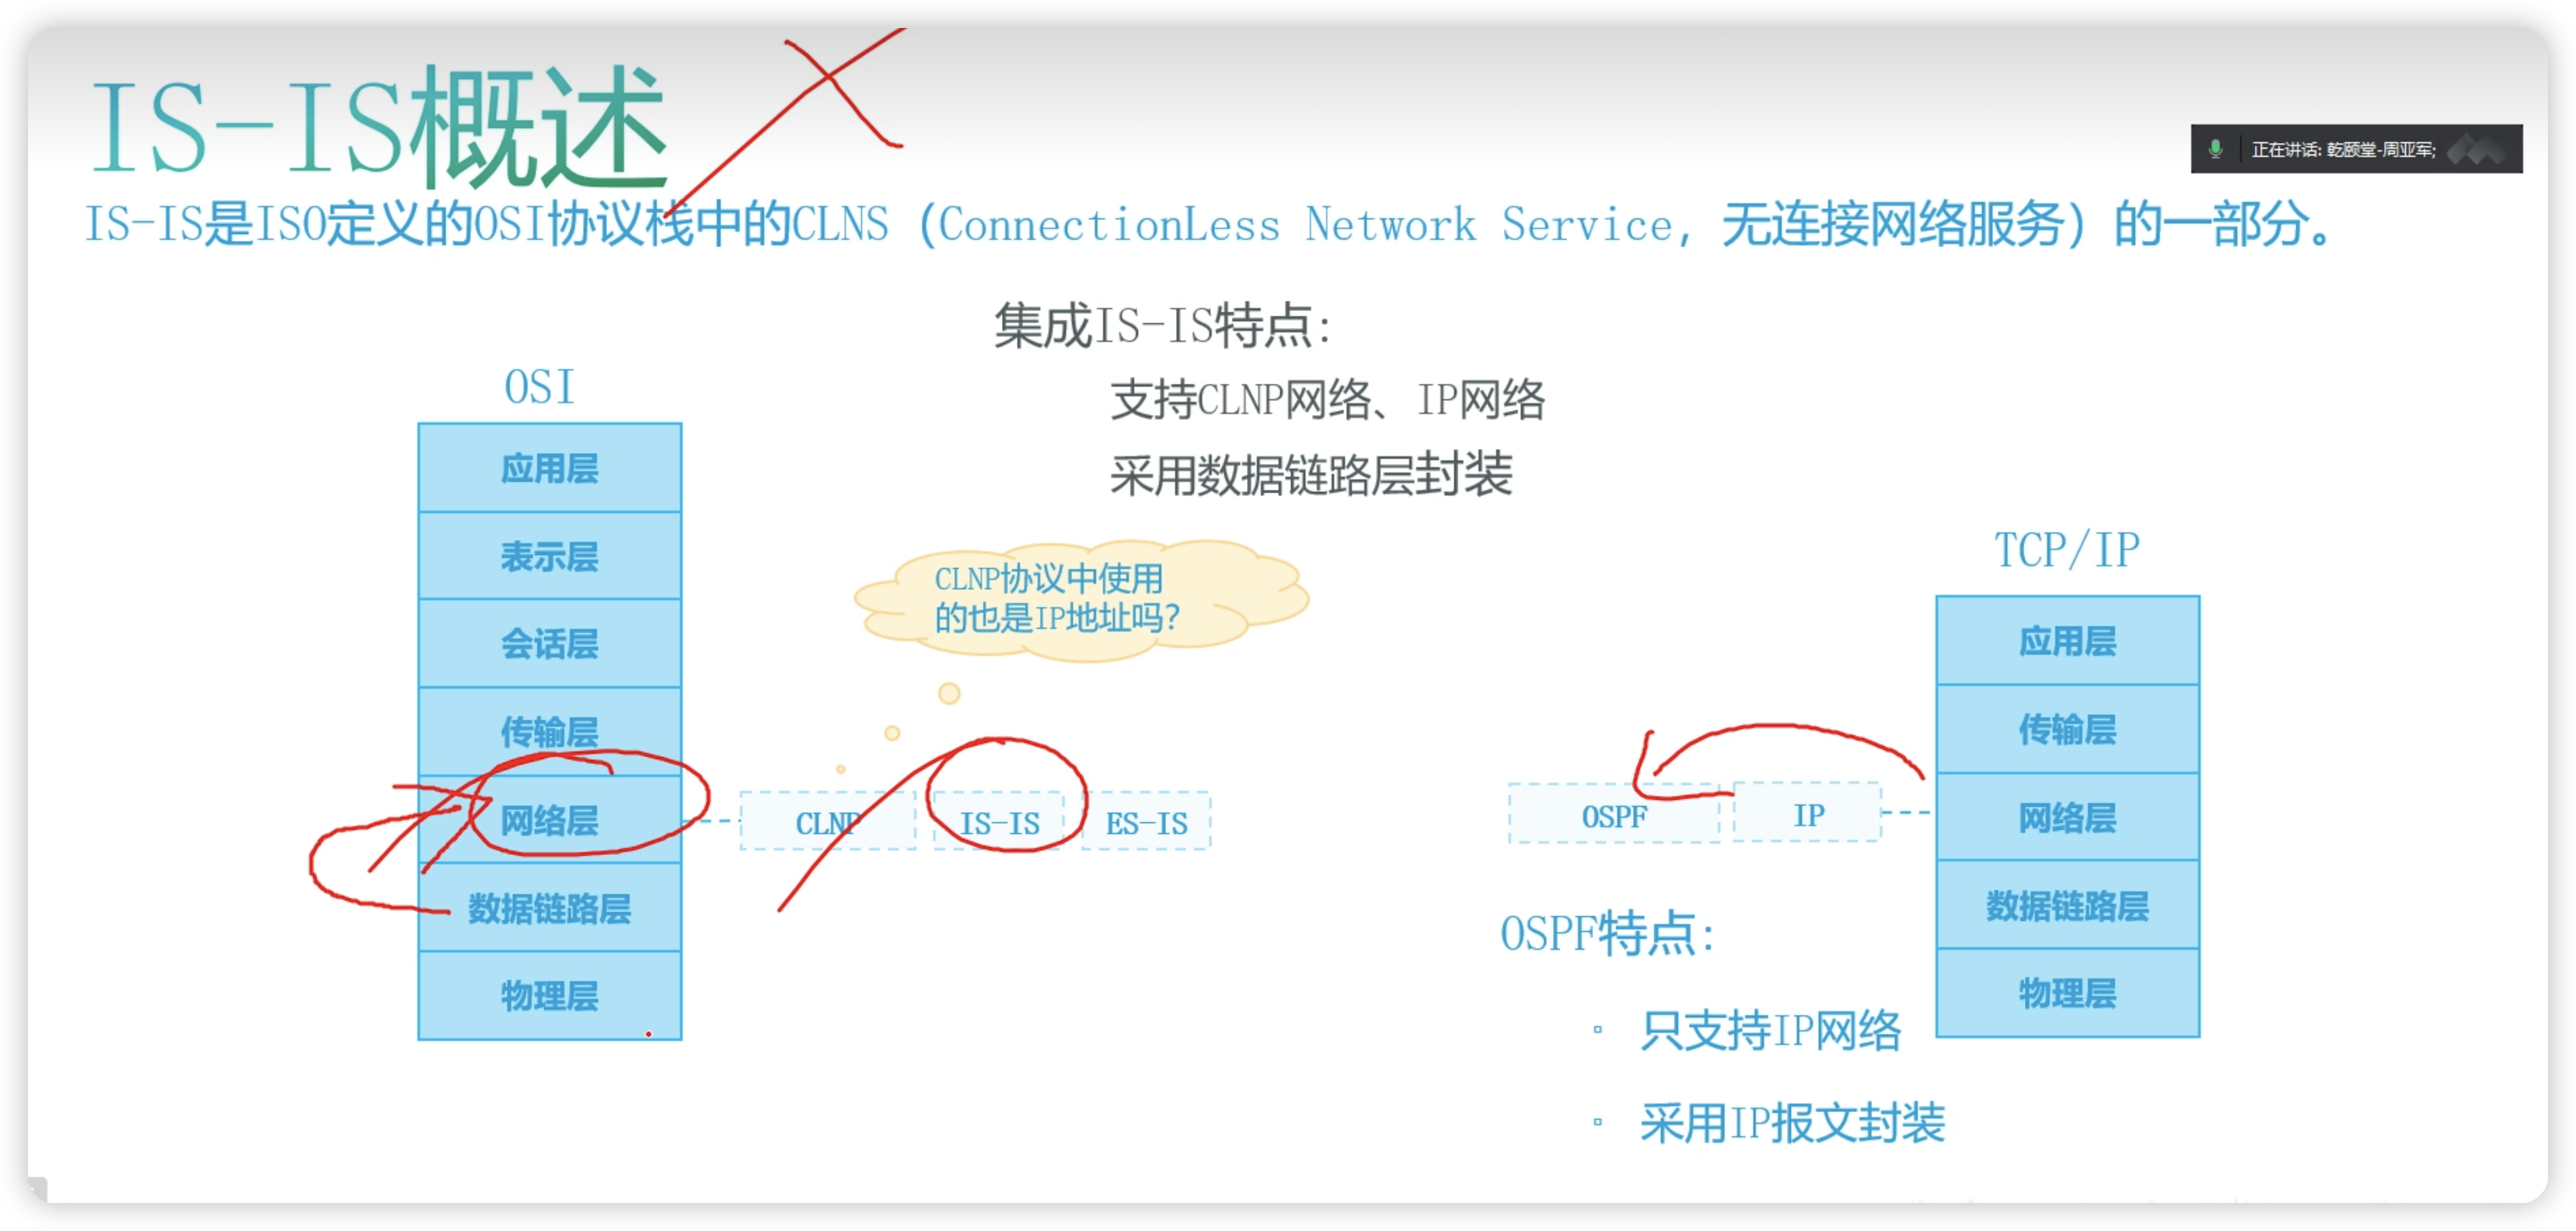 IS-IS概述
正在讲话: 乾颐堂-周亚军;
IS-IS是ISO定义的OSI协议栈中的CLNS（ConnectionLess Network Service，无连接网络服务）的一部分。
集成IS-IS特点：
支持CLNP网络、IP网络
采用数据链路层封装
OSI
应用层
表示层
会话层
传输层
网络层
数据链路层
物理层
CLNP协议中使用
的也是IP地址吗？
CLNP
IS-IS
ES-IS
TCP/IP
应用层
传输层
网络层
数据链路层
物理层
OSPF
IP
OSPF特点：
▫ 只支持IP网络
▫ 采用IP报文封装